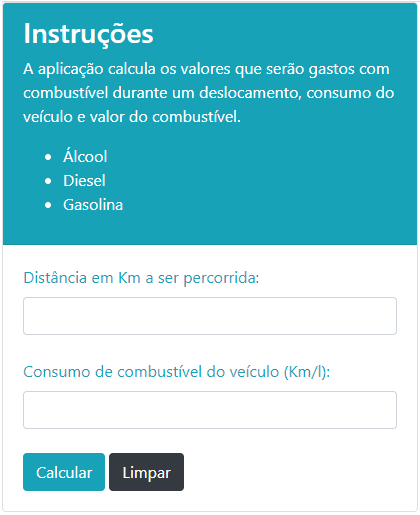 Instruções
A aplicação calcula os valores que serão gastos com
combustível durante um deslocamento, consumo do
veículo e valor do combustível.
Álcool
Diesel
Gasolina
Distância em Km a ser percorrida:
Consumo de combustível do veículo (Km/l):
Calcular Limpar